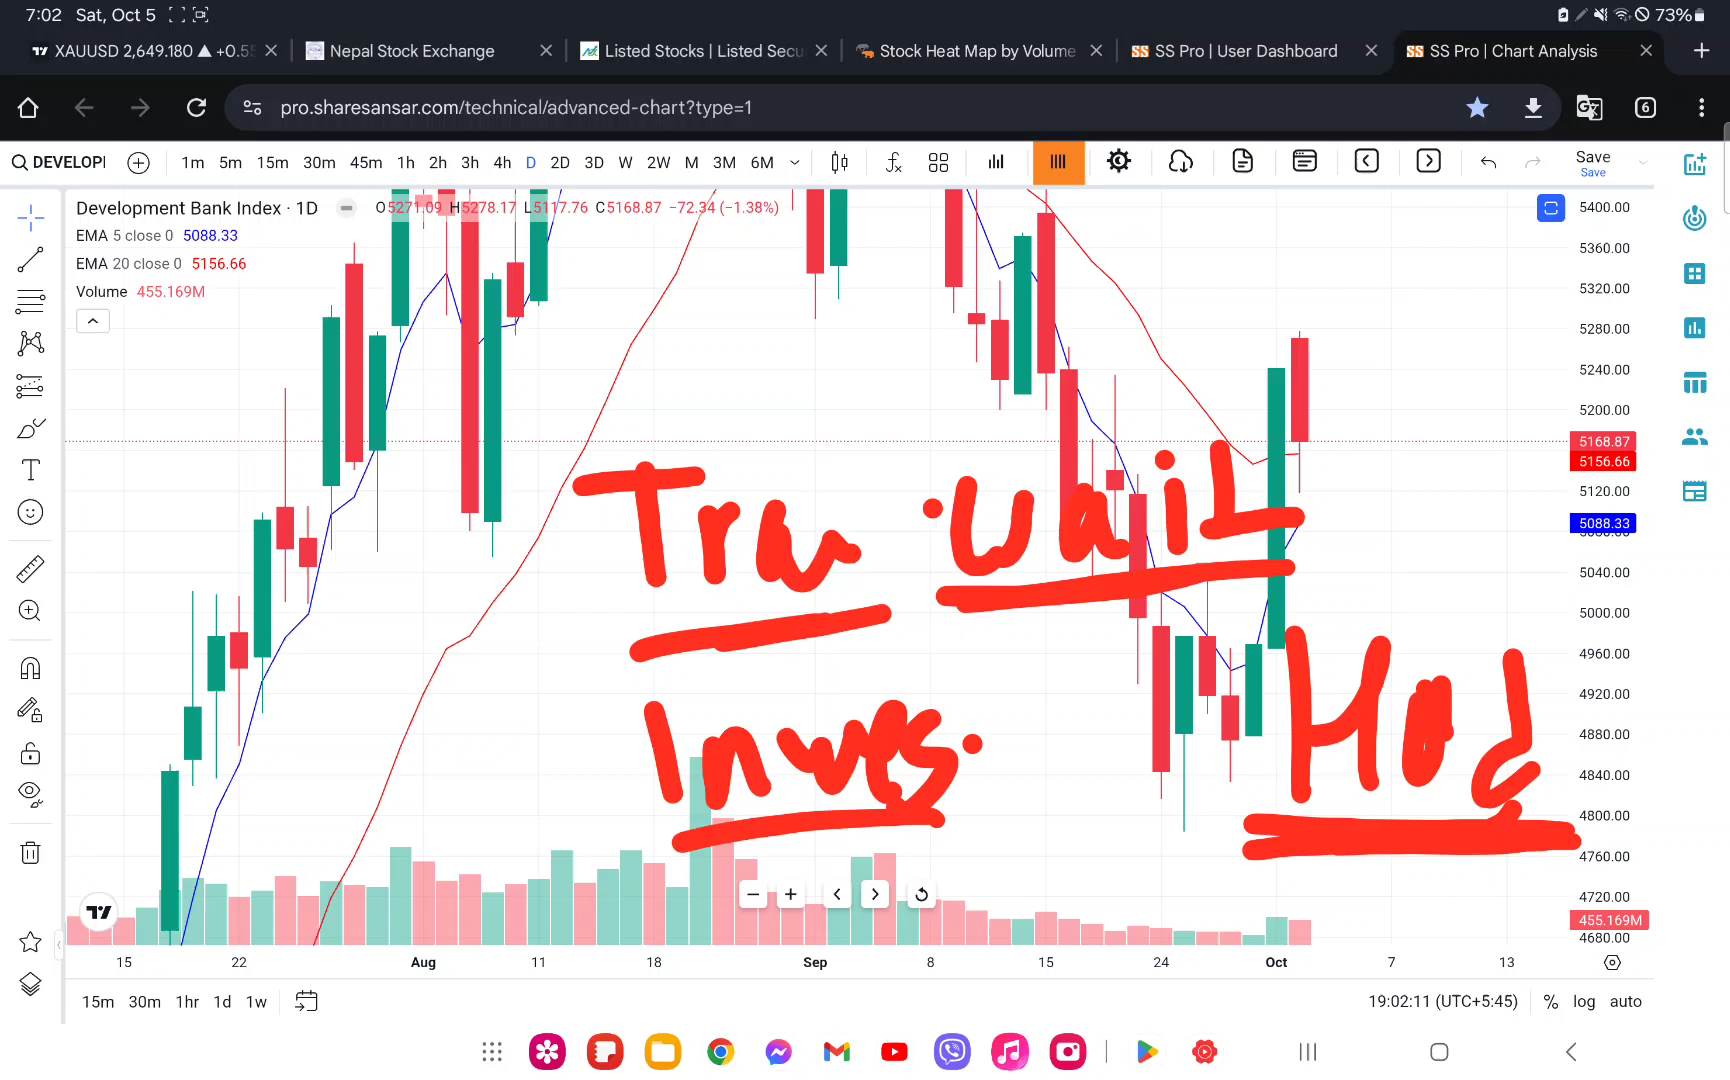 7:02 Sat, Oct 5
73%
XAUUSD 2,649.180 ▲ +0.55
Nepal Stock Exchange
Listed Stocks | Listed Secu
Stock Heat Map by Volume
SS Pro | User Dashboard
SS Pro | Chart Analysis
pro.sharesansar.com/technical/advanced-chart?type=1
6
DEVELOPI
1m 5m 15m 30m 45m 1h 2h 3h 4h D 2D 3D W 2W M 3M 6M
Save
Save
Development Bank Index · 1D
O5271.09 H5278.17 L5117.76 C5168.87 −72.34 (−1.38%)
EMA 5 close 0 5088.33
EMA 20 close 0 5156.66
Volume 455.169M
5400.00
5360.00
5320.00
5280.00
5240.00
5200.00
5168.87
5156.66
5120.00
5088.33
5080.00
5040.00
5000.00
4960.00
4920.00
4880.00
4840.00
4800.00
4760.00
4720.00
455.169M
4680.00
Tra
wait
Inves.
Hod
15 22 Aug 11 18 Sep 8 15 24 Oct 7 13
15m 30m 1hr 1d 1w
19:02:11 (UTC+5:45) % log auto